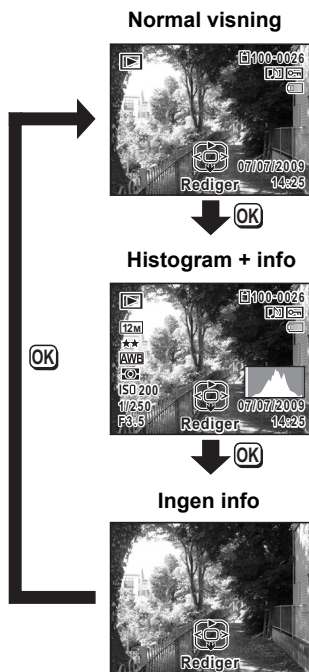 Normal visning
100-0026
07/07/2009
14:25
Rediger
OK
Histogram + info
100-0026
12M
★★
AWB
ISO 200
1/250
F3.5
07/07/2009
14:25
Rediger
OK
OK
Ingen info
Rediger